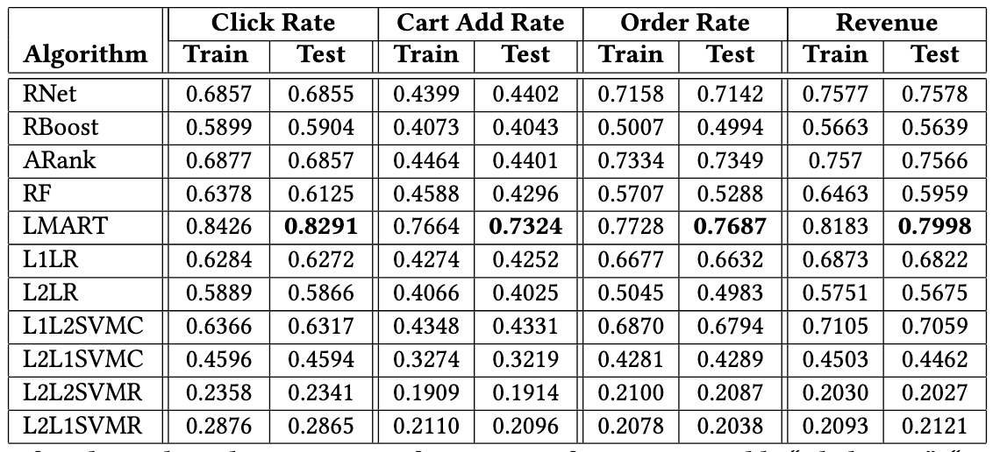 Click Rate Cart Add Rate Order Rate Revenue
Algorithm Train Test Train Test Train Test Train Test
RNet 0.6857 0.6855 0.4399 0.4402 0.7158 0.7142 0.7577 0.7578
RBoost 0.5899 0.5904 0.4073 0.4043 0.5007 0.4994 0.5663 0.5639
ARank 0.6877 0.6857 0.4464 0.4401 0.7334 0.7349 0.757 0.7566
RF 0.6378 0.6125 0.4588 0.4296 0.5707 0.5288 0.6463 0.5959
LMART 0.8426 0.8291 0.7664 0.7324 0.7728 0.7687 0.8183 0.7998
L1LR 0.6284 0.6272 0.4274 0.4252 0.6677 0.6632 0.6873 0.6822
L2LR 0.5889 0.5866 0.4066 0.4025 0.5045 0.4983 0.5751 0.5675
L1L2SVMC 0.6366 0.6317 0.4348 0.4331 0.6870 0.6794 0.7105 0.7059
L2L1SVMC 0.4596 0.4594 0.3274 0.3219 0.4281 0.4289 0.4503 0.4462
L2L2SVMR 0.2358 0.2341 0.1909 0.1914 0.2100 0.2087 0.2030 0.2027
L2L1SVMR 0.2876 0.2865 0.2110 0.2096 0.2078 0.2038 0.2093 0.2121